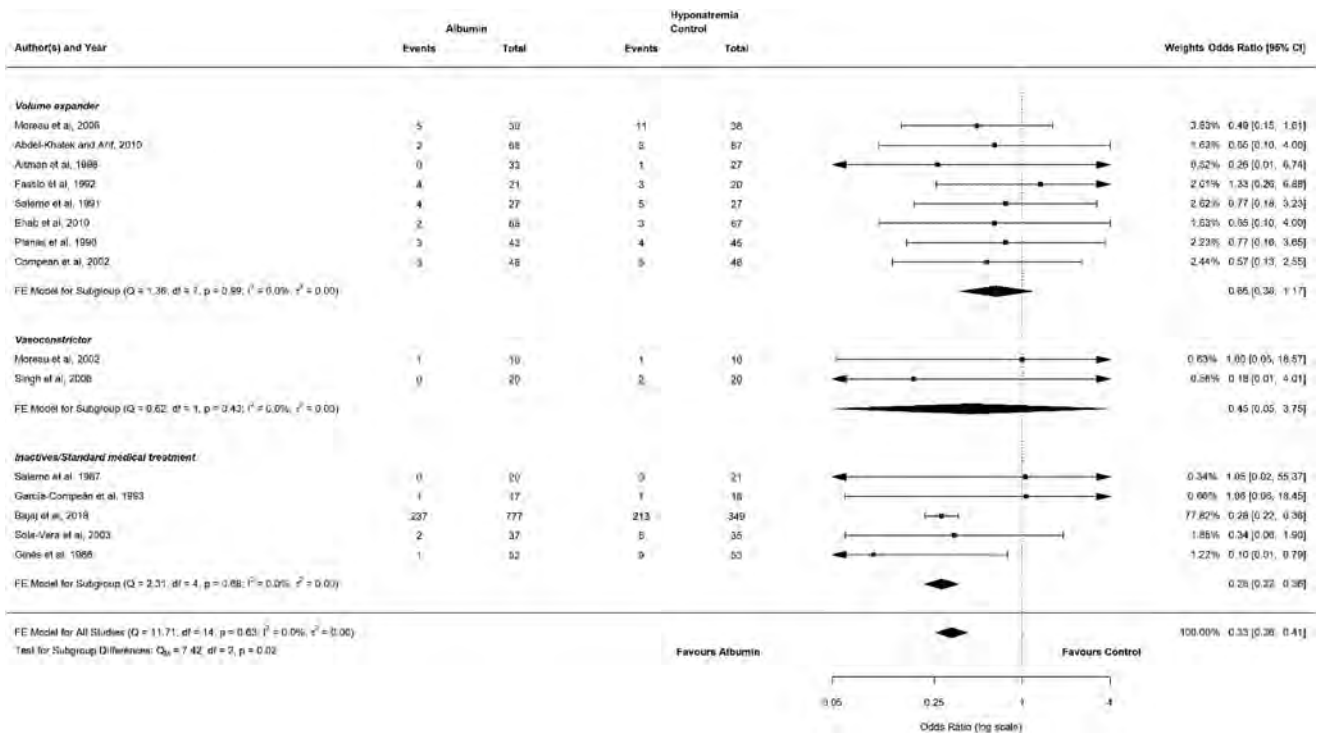 Hyponatremia
Albumin Control
Author(s) and Year Events Total Events Total Weights Odds Ratio [95% CI]
Volume expander
Moreau et al, 2006 5 11 0.49
Abdel-Khalek and Arif, 2010 2 68 3 67 1.63% [0.10, 4.00]
Altman et al, 1998 0 33 1 27 0.52% 0.26 [0.01, 6.74]
Fassio et al, 1992 4 21 3 20 2.01% 1.33 [0.26, 6.88]
Salerno et al, 1991 4 27 5 27 2.62% 0.77 [0.18, 3.23]
Ehab et al, 2010 2 68 3 67 1.63% 0.65 [0.10, 4.00]
Planas et al, 1990 3 43 4 45 2.23% 0.77 [0.16, 3.65]
Compean et al, 2002 3 48 5 48 2.44% 0.57 [0.13, 2.55]
FE Model for Subgroup (Q = 1.36, df = 7, p = 0.99; I² = 0.0%, τ² = 0.00) 1.17]
Vasoconstrictor
Moreau et al, 2002 1 10 1 10 0.63% 1.00 [0.05, 18.57]
Singh et al, 0 20 2 20 0.56% 0.18 [0.01, 4.01]
FE Model for Subgroup (Q = 0.62, df = 1, p = 0.43; I² = 0.0%, τ² = 0.00) 0.45 [0.05, 3.75]
Inactives/Standard medical treatment
Salerno et al, 1987 0 20 0 21 0.34% 1.05 [0.02, 55.37]
García-Compeán et al, 1993 1 17 1 18 0.66% 1.06 [0.06, 18.45]
Bajaj et al, 2018 237 777 213 349 77.62% 0.28 [0.22, 0.36]
Sola-Vera et al, 2003 2 37 35 0.34 [0.06, 1.90]
Ginès et al, 1988 1 52 9 53 1.22% 0.10 [0.01, 0.79]
FE Model for Subgroup (Q = 2.31, df = 4, p = 0.68; I² = 0.0%, τ² = 0.00) 0.28 [0.22, 0.36]
FE Model for All Studies (Q = 11.71, df = 14, p = 0.63; I² = 0.0%, τ² = 0.00) 100.00% 0.33 0.41]
Test for Subgroup Differences: Q_M = 7.42, df = 2, p = 0.02
Favours Albumin Favours Control
0.05 0.25 1 4
Odds Ratio (log scale)